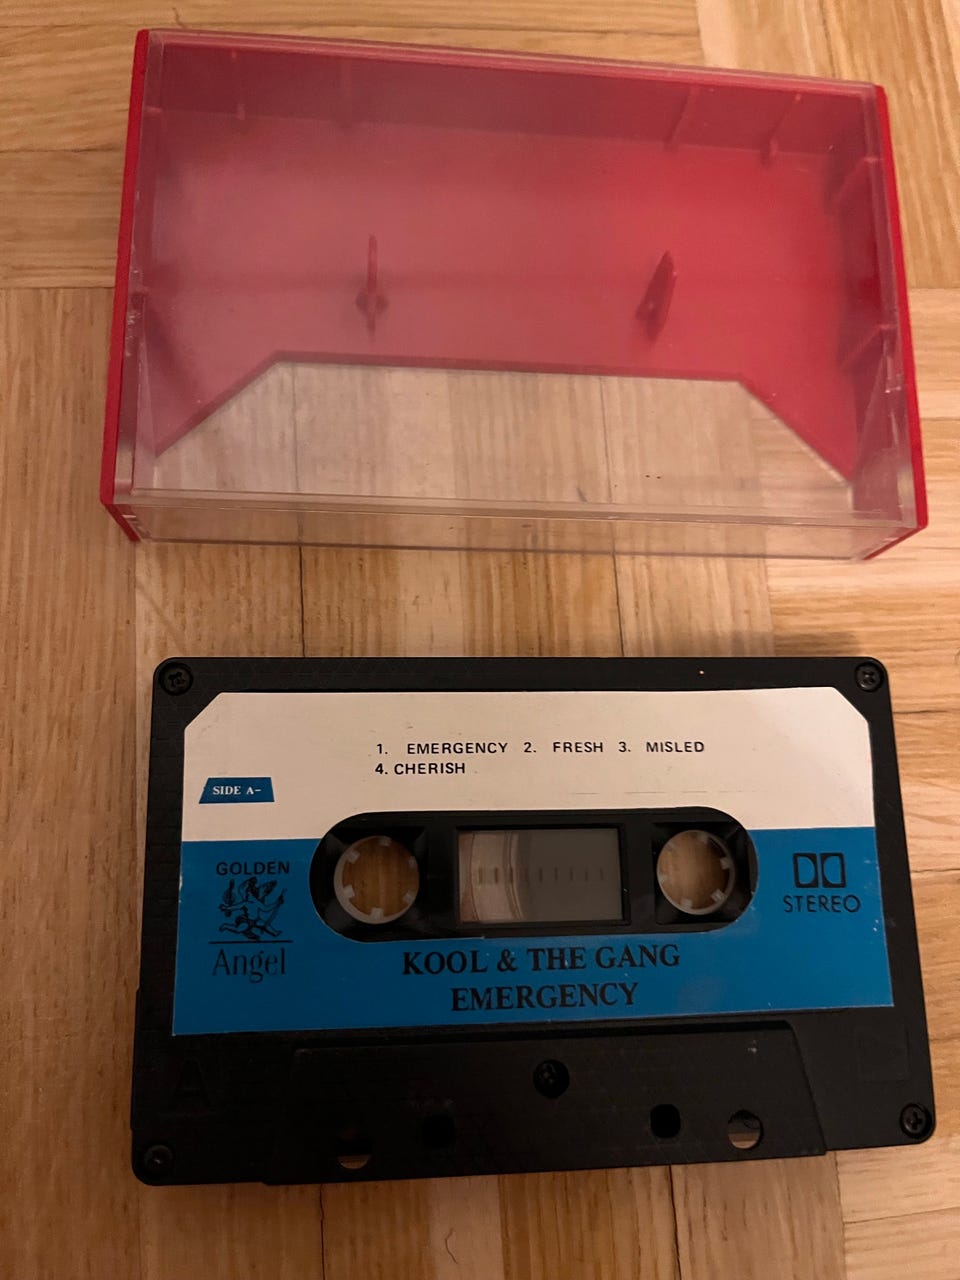 1. EMERGENCY 2. FRESH 3. MISLED
4. CHERISH
SIDE A-
GOLDEN
Angel
STEREO
KOOL & THE GANG
EMERGENCY
A